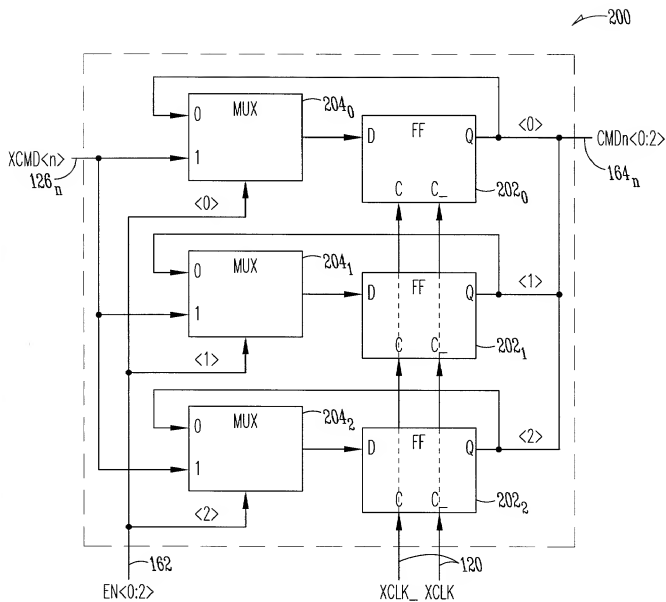 200
MUX
204₀
0
1
FF
D
Q
C
C_
202₀
<0>
CMDn<0:2>
164ₙ
XCMD<n>
126ₙ
<0>
MUX
204₁
0
1
FF
D
Q
C
C_
202₁
<1>
<1>
MUX
204₂
0
1
FF
D
Q
C
C_
202₂
<2>
<2>
162
120
EN<0:2>
XCLK_ XCLK